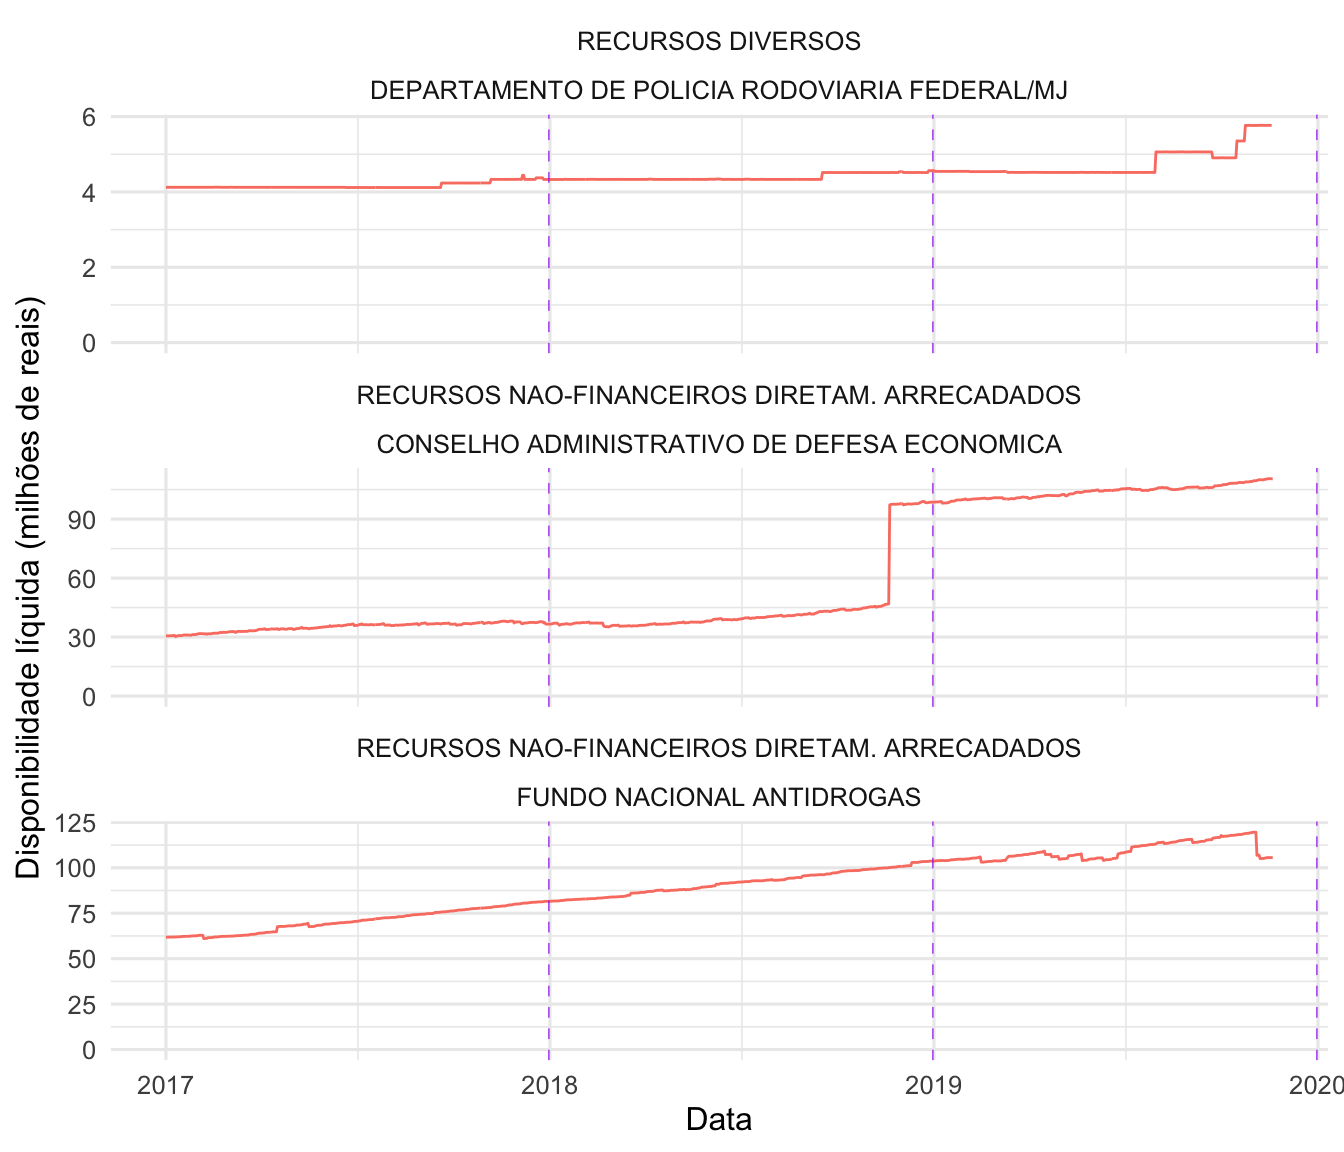 RECURSOS DIVERSOS
DEPARTAMENTO DE POLICIA RODOVIARIA FEDERAL/MJ
6
4
2
0
RECURSOS NAO-FINANCEIROS DIRETAM. ARRECADADOS
CONSELHO ADMINISTRATIVO DE DEFESA ECONOMICA
90
60
30
0
RECURSOS NAO-FINANCEIROS DIRETAM. ARRECADADOS
FUNDO NACIONAL ANTIDROGAS
125
100
75
50
25
0
2017 2018 2019 2020
Data
Disponibilidade líquida (milhões de reais)